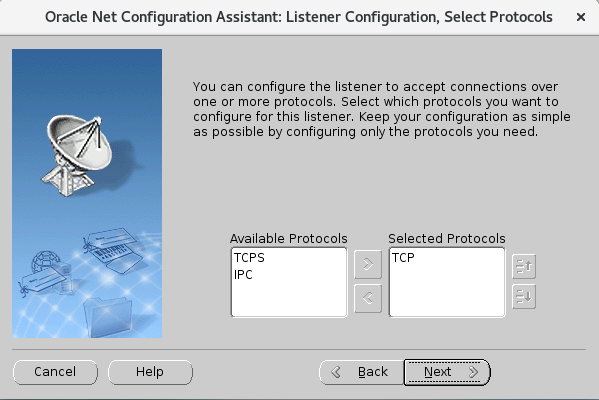 Oracle Net Configuration Assistant: Listener Configuration, Select Protocols
You can configure the listener to accept connections over
one or more protocols. Select which protocols you want to
configure for this listener. Keep your configuration as simple
as possible by configuring only the protocols you need.
Available Protocols
TCPS
IPC
Selected Protocols
TCP
Cancel
Help
Back
Next